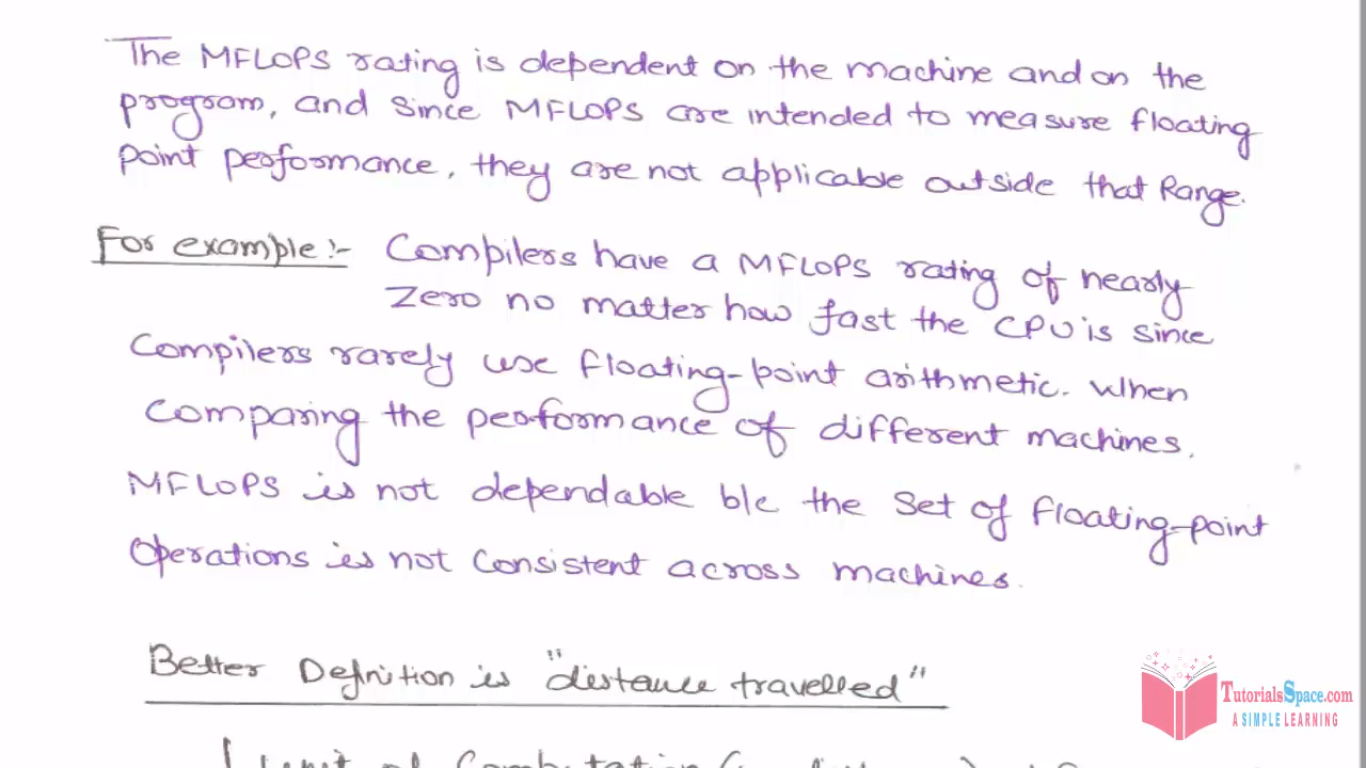 The MFLOPS rating is dependent on the machine and on the
program, and since MFLOPS are intended to measure floating
point performance, they are not applicable outside that Range.
For example :- Compilers have a MFLOPS rating of nearly
Zero no matter how fast the CPU is since
Compilers rarely use floating-point arithmetic. When
comparing the performance of different machines.
MFLOPS is not dependable b/c the set of floating-point
Operations is not consistent across machines.
Better Definition is "distance travelled"
TutorialsSpace.com
A SIMPLE LEARNING